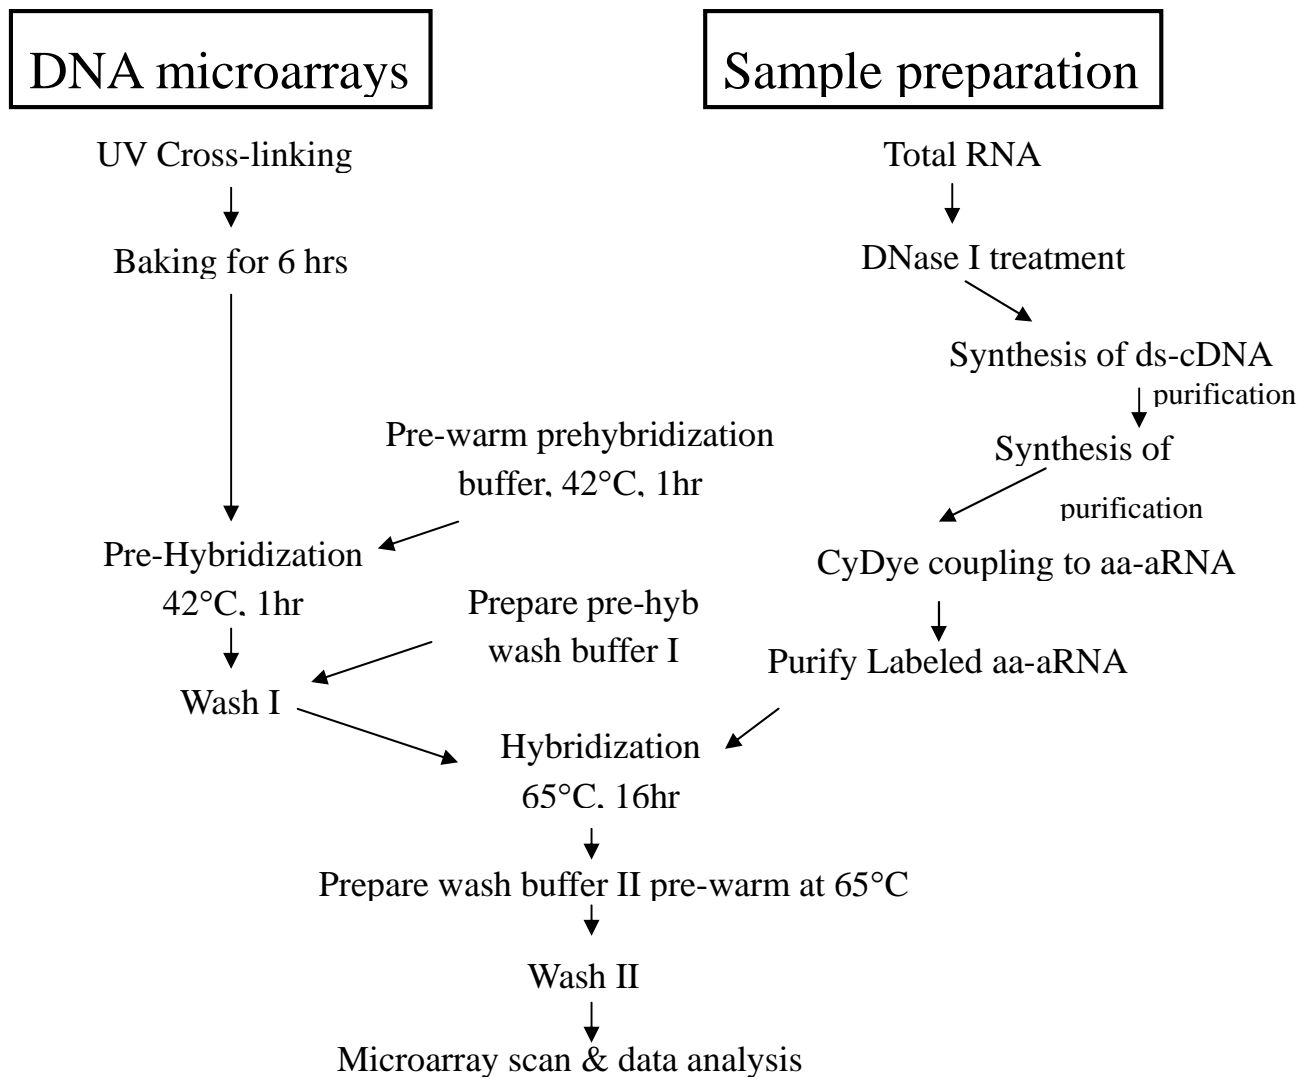 DNA microarrays
UV Cross-linking
Baking for 6 hrs
Pre-warm prehybridization
buffer, 42°C, 1hr
Pre-Hybridization
42°C, 1hr
Prepare pre-hyb
wash buffer I
Wash I
Sample preparation
Total RNA
DNase I treatment
Synthesis of ds-cDNA
purification
Synthesis of
purification
CyDye coupling to aa-aRNA
Purify Labeled aa-aRNA
Hybridization
65°C, 16hr
Prepare wash buffer II pre-warm at 65°C
Wash II
Microarray scan & data analysis